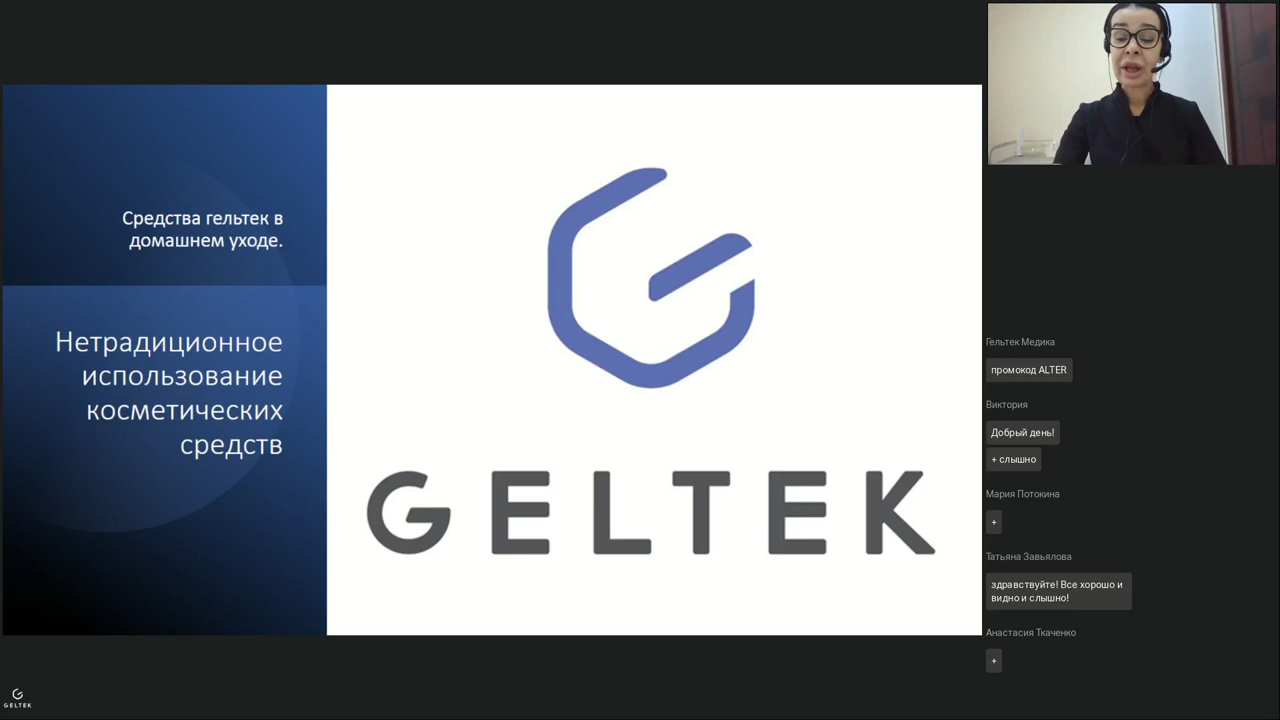 Средства гельтек в
домашнем уходе.
Нетрадиционное
использование
косметических
средств
GELTEK
Гельтек Медика
промокод ALTER
Виктория
Добрый день!
+ слышно
Мария Потокина
+
Татьяна Завьялова
здравствуйте! Все хорошо и
видно и слышно!
Анастасия Ткаченко
+
GELTEK